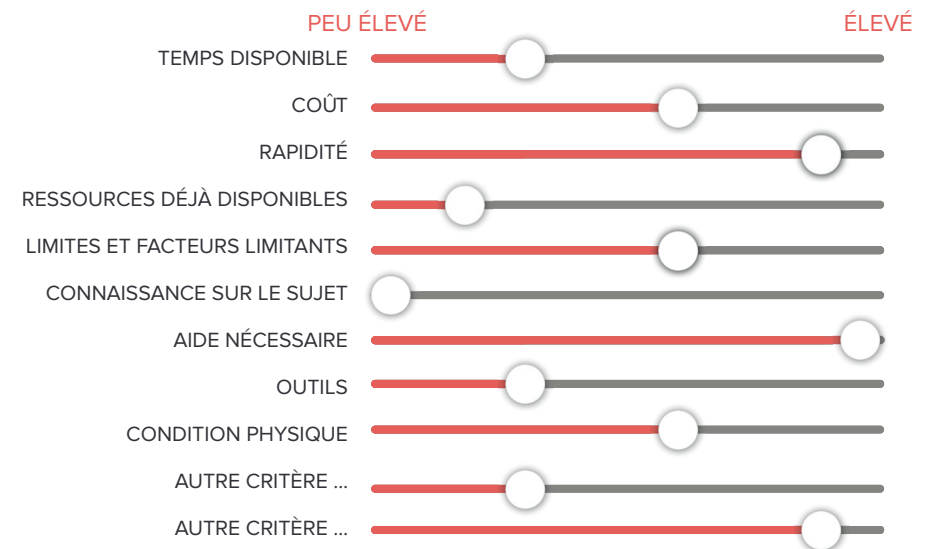 PEU ÉLEVÉ ÉLEVÉ
TEMPS DISPONIBLE
COÛT
RAPIDITÉ
RESSOURCES DÉJÀ DISPONIBLES
LIMITES ET FACTEURS LIMITANTS
CONNAISSANCE SUR LE SUJET
AIDE NÉCESSAIRE
OUTILS
CONDITION PHYSIQUE
AUTRE CRITÈRE ...
AUTRE CRITÈRE ...